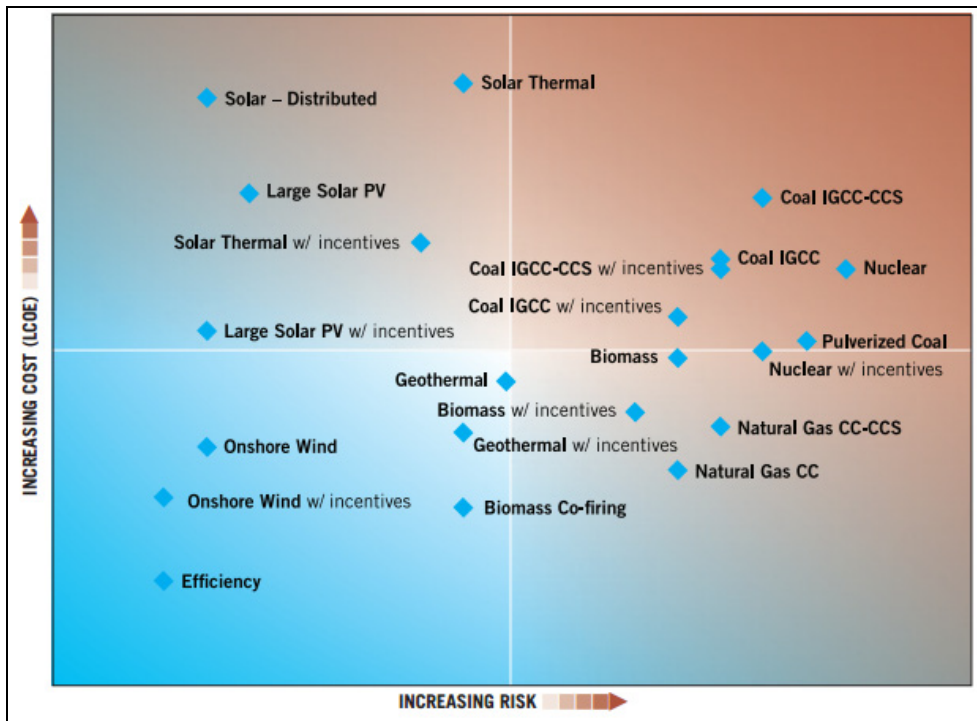 Solar Thermal
Solar – Distributed
Large Solar PV
Coal IGCC-CCS
Solar Thermal w/ incentives
Coal IGCC
Coal IGCC-CCS w/ incentives
Nuclear
Coal IGCC w/ incentives
Large Solar PV w/ incentives
Pulverized Coal
Biomass
Nuclear w/ incentives
Geothermal
Biomass w/ incentives
Natural Gas CC-CCS
Onshore Wind
Geothermal w/ incentives
Natural Gas CC
Onshore Wind w/ incentives
Biomass Co-firing
Efficiency
INCREASING COST (LCOE)
INCREASING RISK